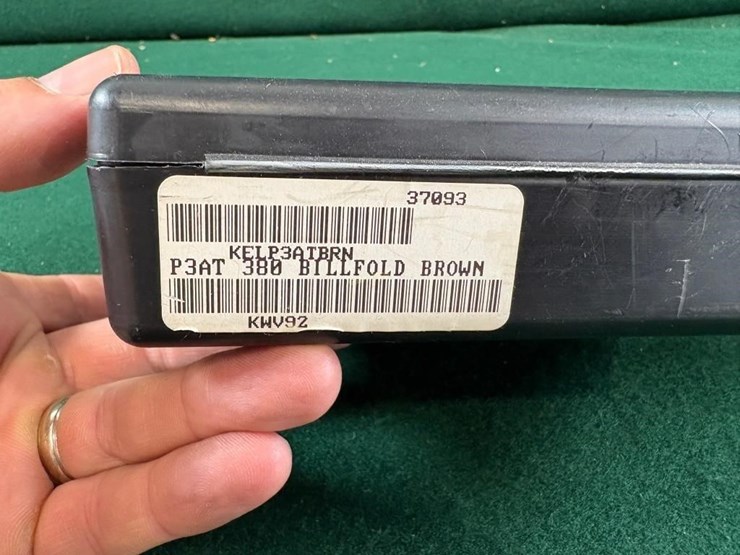 37093
KELP3ATBRN
P3AT 380 BILLFOLD BROWN
KWV92